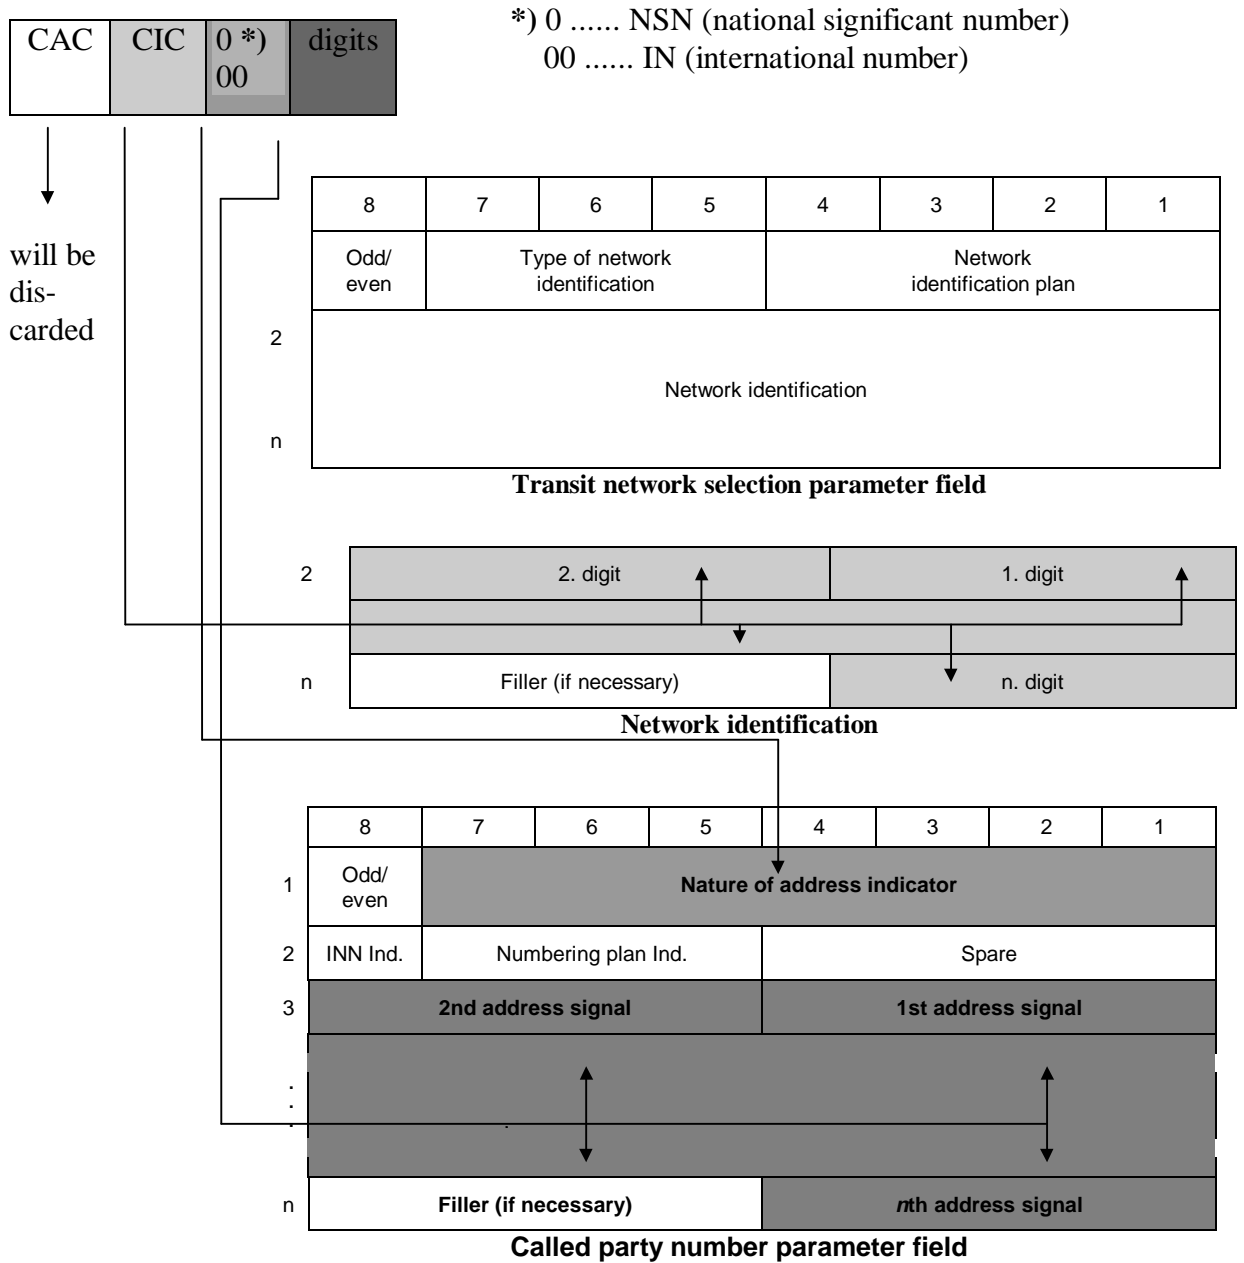 *) 0 ...... NSN (national significant number)
00 ...... IN (international number)
CAC CIC 0 *) digits
00
will be
dis-
carded
8 7 6 5 4 3 2 1
Odd/
even
Type of network
identification
Network
identification plan
2
Network identification
n
Transit network selection parameter field
2 2. digit 1. digit
n Filler (if necessary) n. digit
Network identification
8 7 6 5 4 3 2 1
1 Odd/
even
Nature of address indicator
2 INN Ind. Numbering plan Ind. Spare
3 2nd address signal 1st address signal
.
.
.
.
n Filler (if necessary) nth address signal
Called party number parameter field